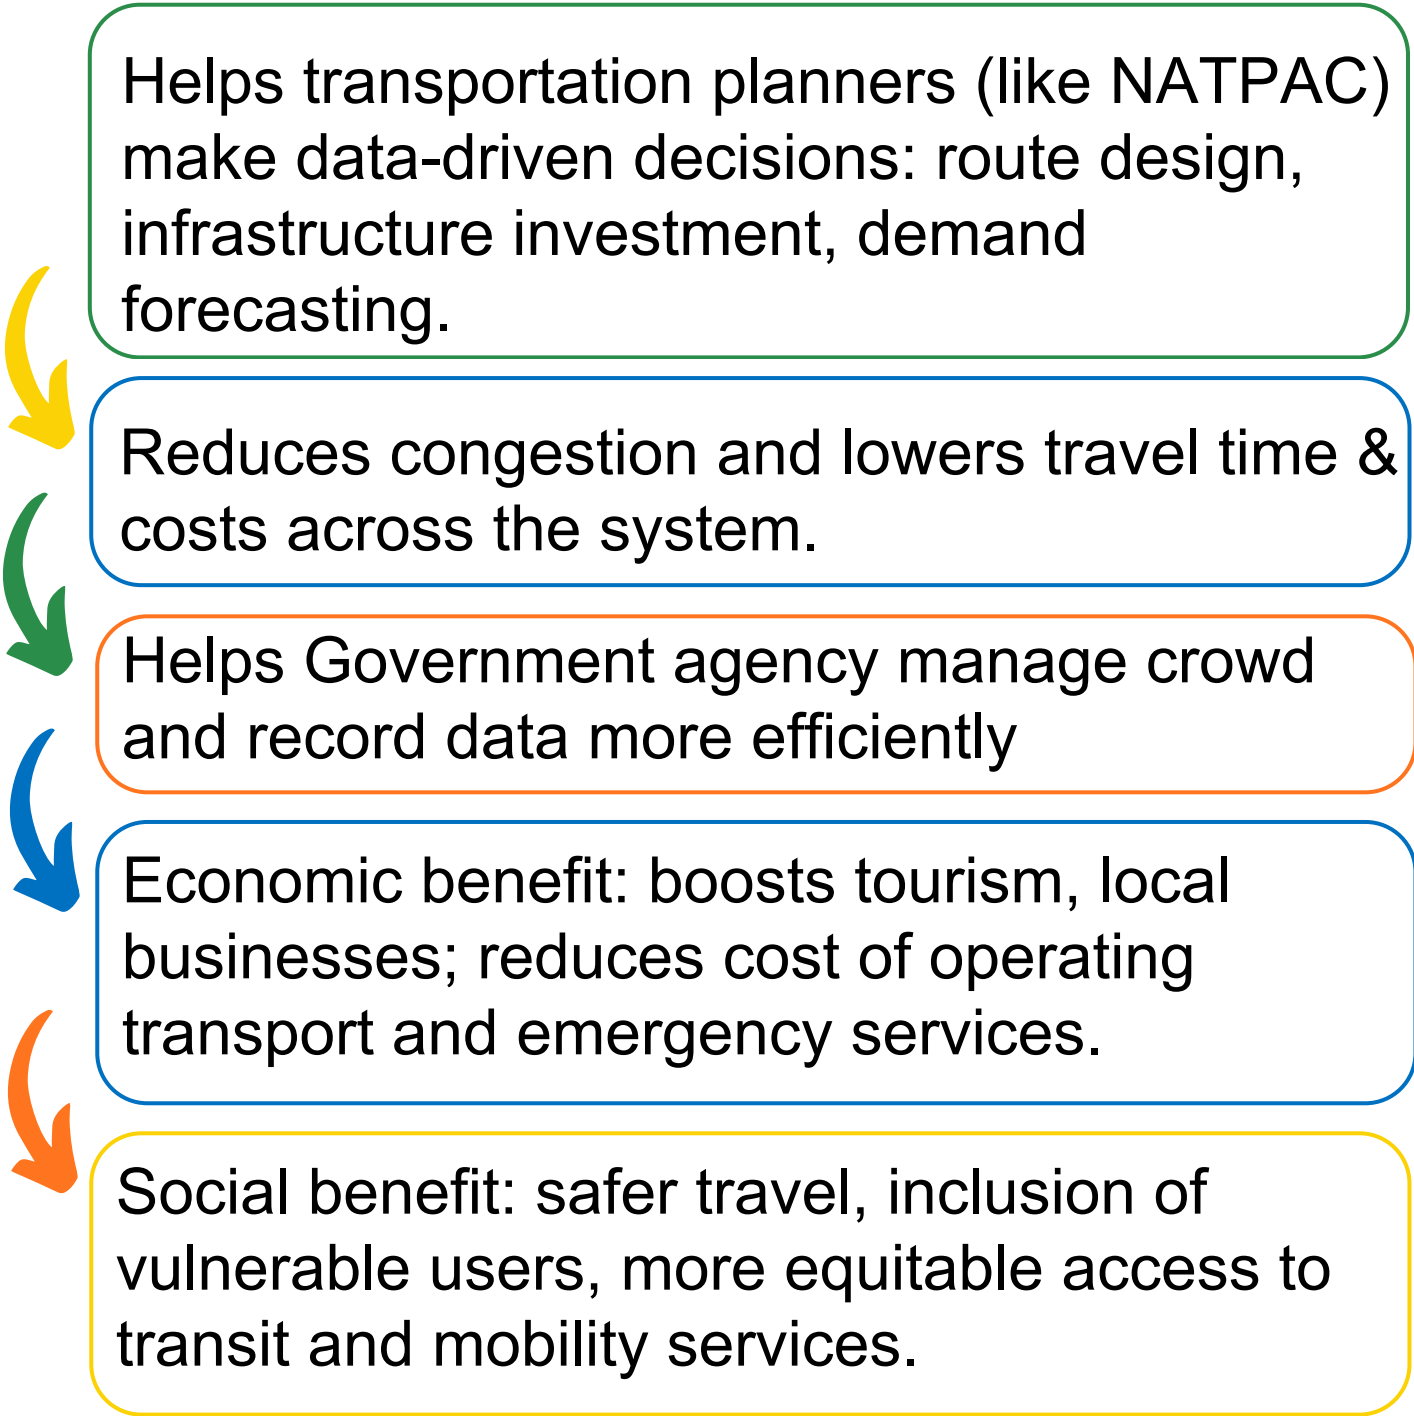 Helps transportation planners (like NATPAC)
make data-driven decisions: route design,
infrastructure investment, demand
forecasting.
Reduces congestion and lowers travel time &
costs across the system.
Helps Government agency manage crowd
and record data more efficiently
Economic benefit: boosts tourism, local
businesses; reduces cost of operating
transport and emergency services.
Social benefit: safer travel, inclusion of
vulnerable users, more equitable access to
transit and mobility services.